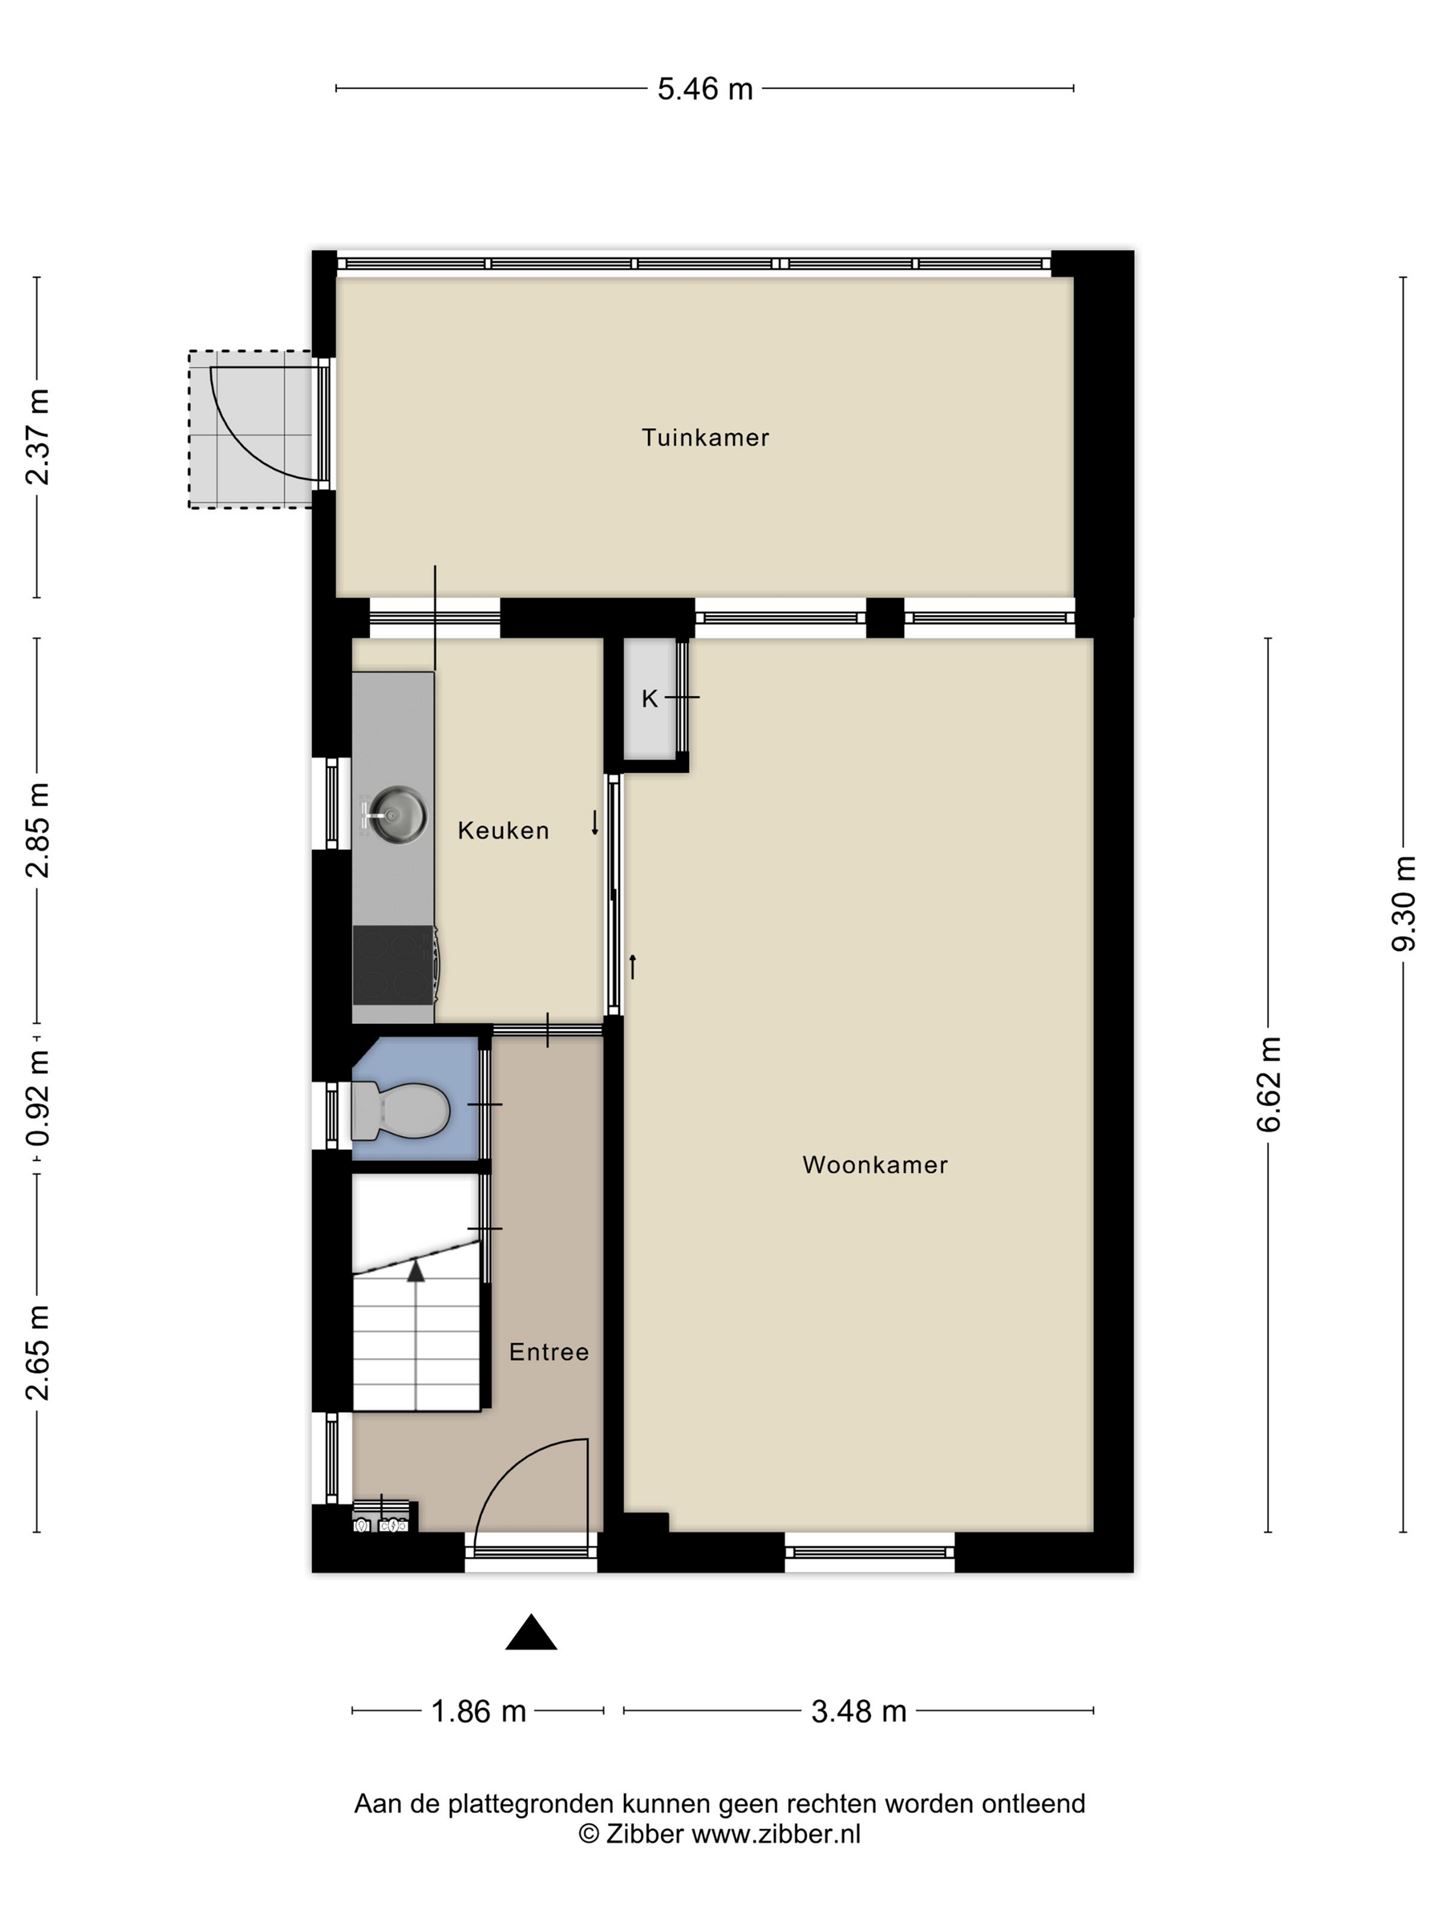 5.46 m
2.37 m
Tuinkamer
K
2.85 m
Keuken
9.30 m
0.92 m
6.62 m
Woonkamer
2.65 m
Entree
1.86 m
3.48 m
Aan de plattegronden kunnen geen rechten worden ontleend
© Zibber www.zibber.nl